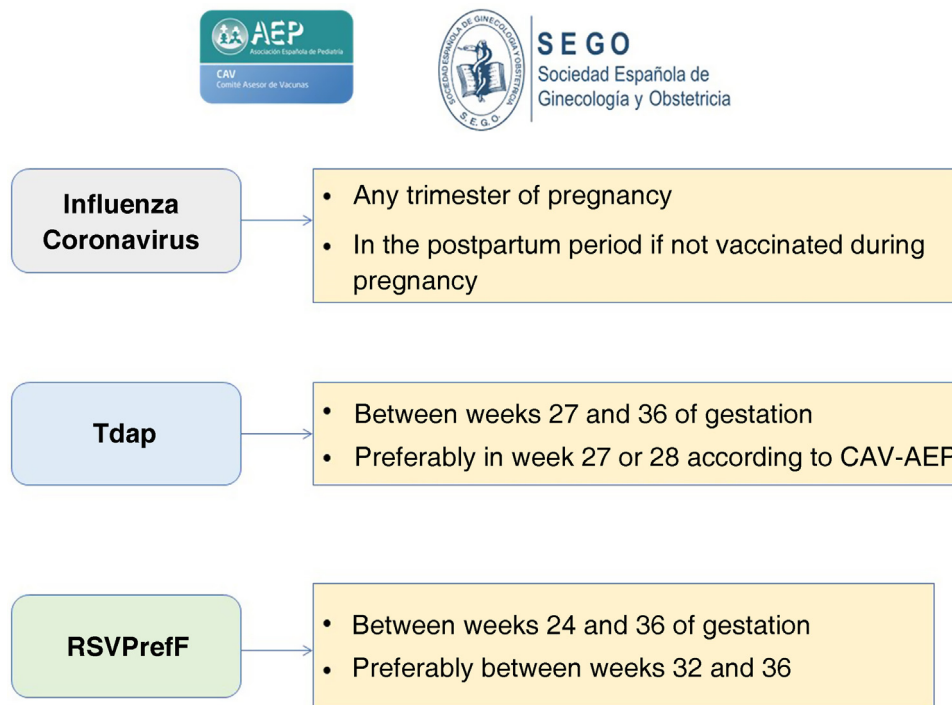 AEP
Asociación Española de Pediatría
CAV
Comité Asesor de Vacunas
SOCIEDAD ESPAÑOLA DE GINECOLOGÍA Y OBSTETRICIA
S. E. G. O.
SEGO
Sociedad Española de
Ginecología y Obstetricia
Influenza
Coronavirus
• Any trimester of pregnancy
• In the postpartum period if not vaccinated during
pregnancy
Tdap
• Between weeks 27 and 36 of gestation
• Preferably in week 27 or 28 according to CAV-AEP
RSVPrefF
• Between weeks 24 and 36 of gestation
• Preferably between weeks 32 and 36